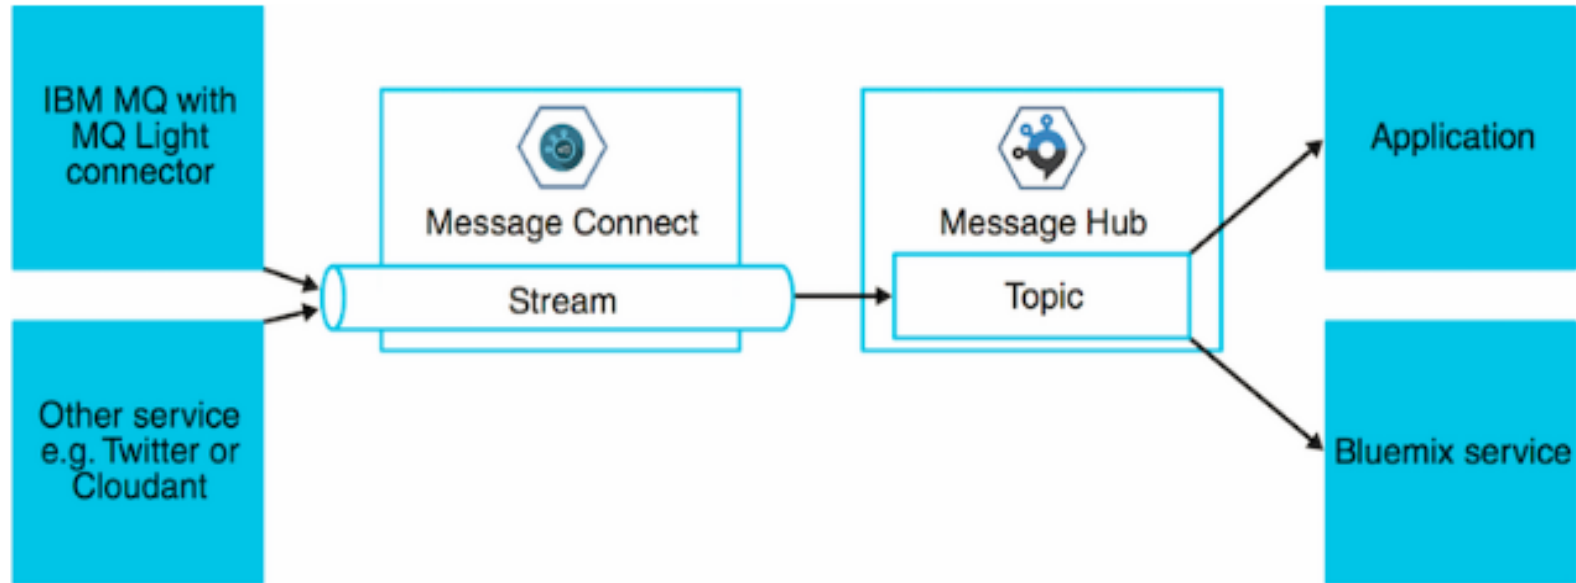 IBM MQ with
MQ Light
connector
Other service
e.g. Twitter or
Cloudant
Message Connect
Stream
Message Hub
Topic
Application
Bluemix service